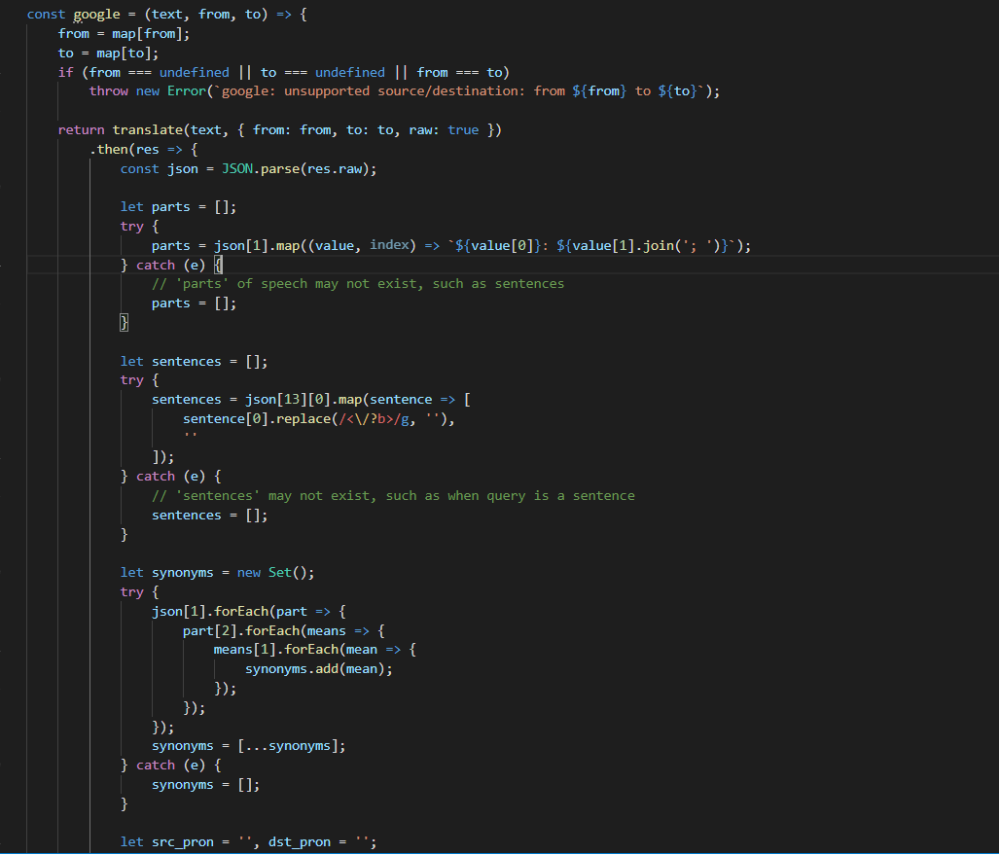 const google = (text, from, to) => {
    from = map[from];
    to = map[to];
    if (from === undefined || to === undefined || from === to)
        throw new Error(`google: unsupported source/destination: from ${from} to ${to}`);

    return translate(text, { from: from, to: to, raw: true })
        .then(res => {
            const json = JSON.parse(res.raw);

            let parts = [];
            try {
                parts = json[1].map((value, index) => `${value[0]}: ${value[1].join('; ')}`);
            } catch (e) {
                // 'parts' of speech may not exist, such as sentences
                parts = [];
            }

            let sentences = [];
            try {
                sentences = json[13][0].map(sentence => [
                    sentence[0].replace(/<\/?b>/g, ''),
                    ''
                ]);
            } catch (e) {
                // 'sentences' may not exist, such as when query is a sentence
                sentences = [];
            }

            let synonyms = new Set();
            try {
                json[1].forEach(part => {
                    part[2].forEach(means => {
                        means[1].forEach(mean => {
                            synonyms.add(mean);
                        });
                    });
                });
                synonyms = [...synonyms];
            } catch (e) {
                synonyms = [];
            }

            let src_pron = '', dst_pron = '';